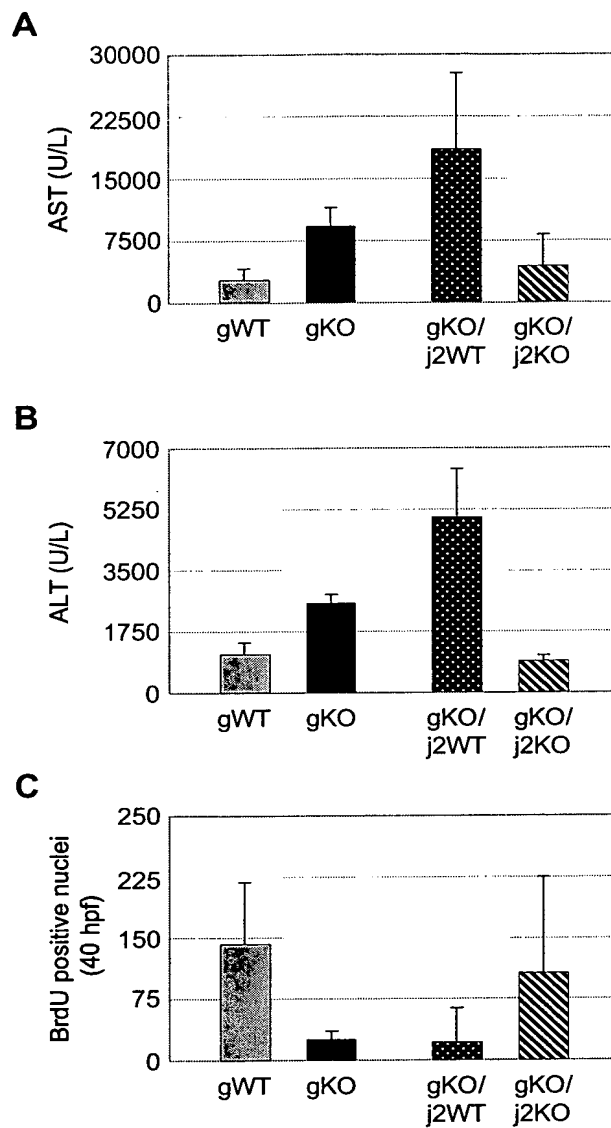 A
30000
22500
15000
7500
0
AST (U/L)
gWT
gKO
gKO/
j2WT
gKO/
j2KO
B
7000
5250
3500
1750
0
ALT (U/L)
gWT
gKO
gKO/
j2WT
gKO/
j2KO
C
250
225
150
75
0
BrdU positive nuclei
(40 hpf)
gWT
gKO
gKO/
j2WT
gKO/
j2KO